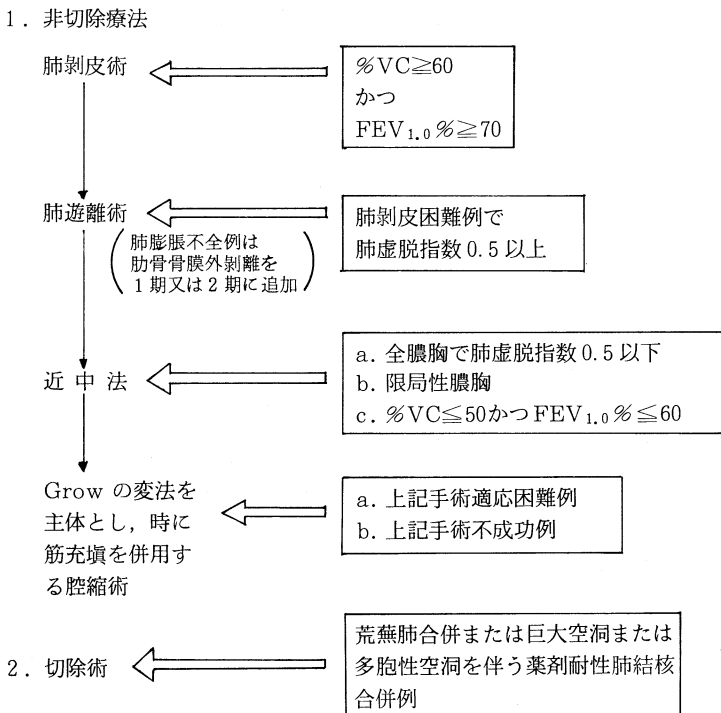 1. 非切除療法
肺剝皮術
%VC≧60
かつ
FEV1.0%≧70
肺遊離術
(肺膨脹不全例は
肋骨骨膜外剝離を
1期又は2期に追加)
肺剝皮困難例で
肺虚脱指数0.5以上
近中法
a. 全膿胸で肺虚脱指数0.5以下
b. 限局性膿胸
c. %VC≦50かつFEV1.0%≦60
Grow の変法を
主体とし，時に
筋充塡を併用す
る腔縮術
a. 上記手術適応困難例
b. 上記手術不成功例
2. 切除術
荒蕪肺合併または巨大空洞または
多胞性空洞を伴う薬剤耐性肺結核
合併例